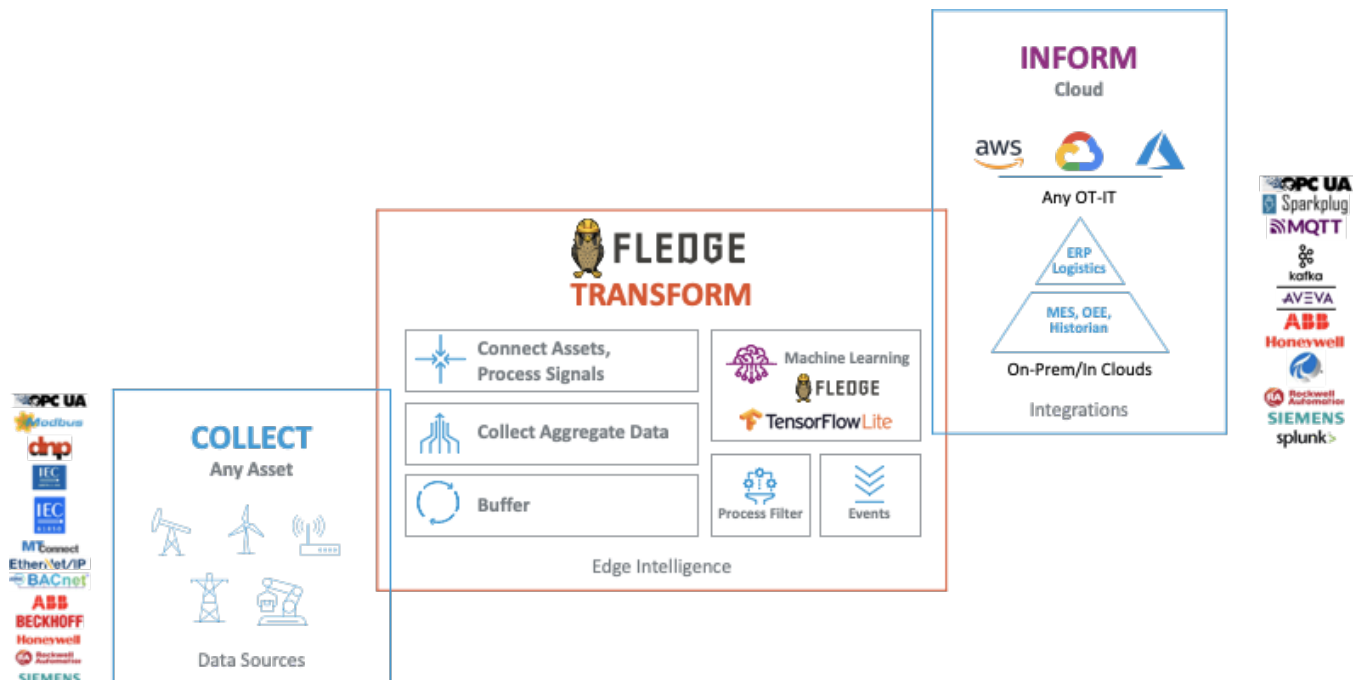 OPC UA
Modbus
dnp
IEC
IEC
MTConnect
EtherNet/IP
BACnet
ABB
BECKHOFF
Honeywell
Rockwell
Automation
SIEMENS
COLLECT
Any Asset
Data Sources
FLEDGE
TRANSFORM
Connect Assets,
Process Signals
Collect Aggregate Data
Buffer
Machine Learning
FLEDGE
TensorFlow Lite
Process Filter
Events
Edge Intelligence
INFORM
Cloud
aws
Any OT-IT
ERP
Logistics
MES, OEE,
Historian
On-Prem/In Clouds
Integrations
OPC UA
Sparkplug
MQTT
kafka
AVEVA
ABB
Honeywell
Rockwell
Automation
SIEMENS
splunk>